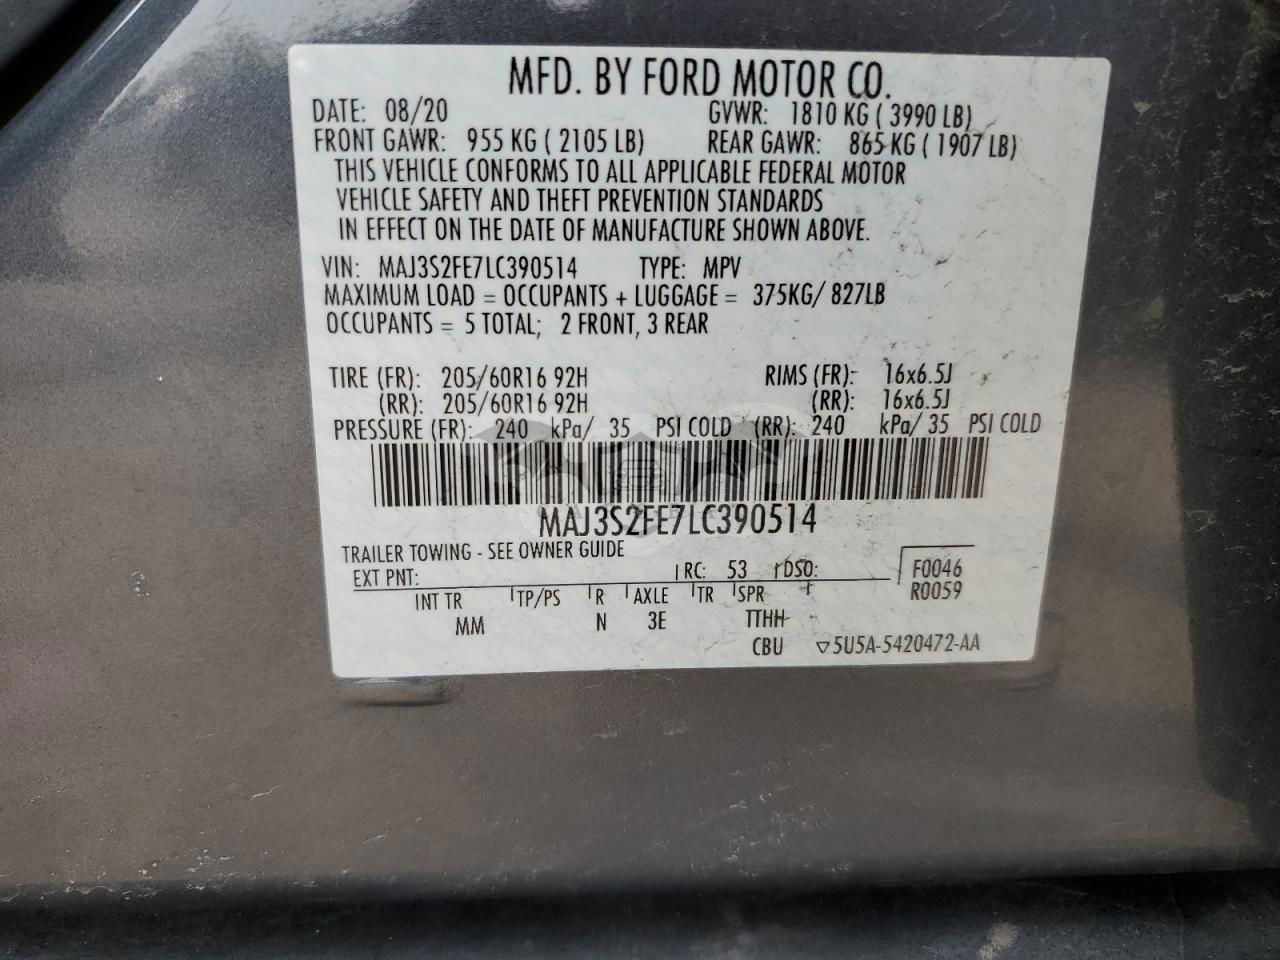 MFD. BY FORD MOTOR CO.
DATE: 08/20 GVWR: 1810 KG ( 3990 LB)
FRONT GAWR: 955 KG ( 2105 LB) REAR GAWR: 865 KG ( 1907 LB)
THIS VEHICLE CONFORMS TO ALL APPLICABLE FEDERAL MOTOR
VEHICLE SAFETY AND THEFT PREVENTION STANDARDS
IN EFFECT ON THE DATE OF MANUFACTURE SHOWN ABOVE.
VIN: MAJ3S2FE7LC390514 TYPE: MPV
MAXIMUM LOAD = OCCUPANTS + LUGGAGE = 375KG/ 827LB
OCCUPANTS = 5 TOTAL; 2 FRONT, 3 REAR
TIRE (FR): 205/60R16 92H RIMS (FR): 16x6.5J
(RR): 205/60R16 92H (RR): 16x6.5J
PRESSURE (FR): 240 kPa/ 35 PSI COLD (RR): 240 kPa/ 35 PSI COLD
MAJ3S2FE7LC390514
TRAILER TOWING - SEE OWNER GUIDE
EXT PNT: RC: 53 DSO: F0046
INT TR TP/PS R AXLE TR SPR R0059
MM N 3E TTHH
CBU 5U5A-5420472-AA